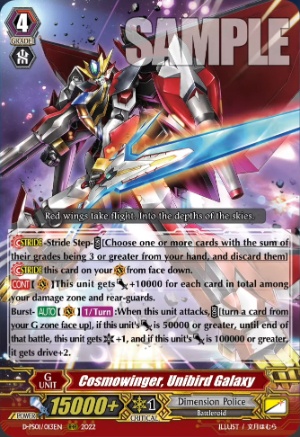 4
GRADE
SAMPLE
Red wings take flight. Into the depths of the skies.
STRIDE -Stride Step- [Choose one or more cards with the sum of
their grades being 3 or greater from your hand, and discard them]
STRIDE this card on your from face down.
CONT [ ]This unit gets +10000 for each card in total among
your damage zone and rear-guards.
Burst- AUTO [ ] 1/Turn :When this unit attacks, [turn a card from
your G zone face up], if this unit's is 50000 or greater, until end of
that battle, this unit gets +1, and if this unit's is 100000 or greater,
it gets drive+2.
G
UNIT
Cosmowinger, Unibird Galaxy
POWER
15000+
1
CRITICAL
Dimension Police
Battleroid
D-PS01/013EN 2022
ILLUST /